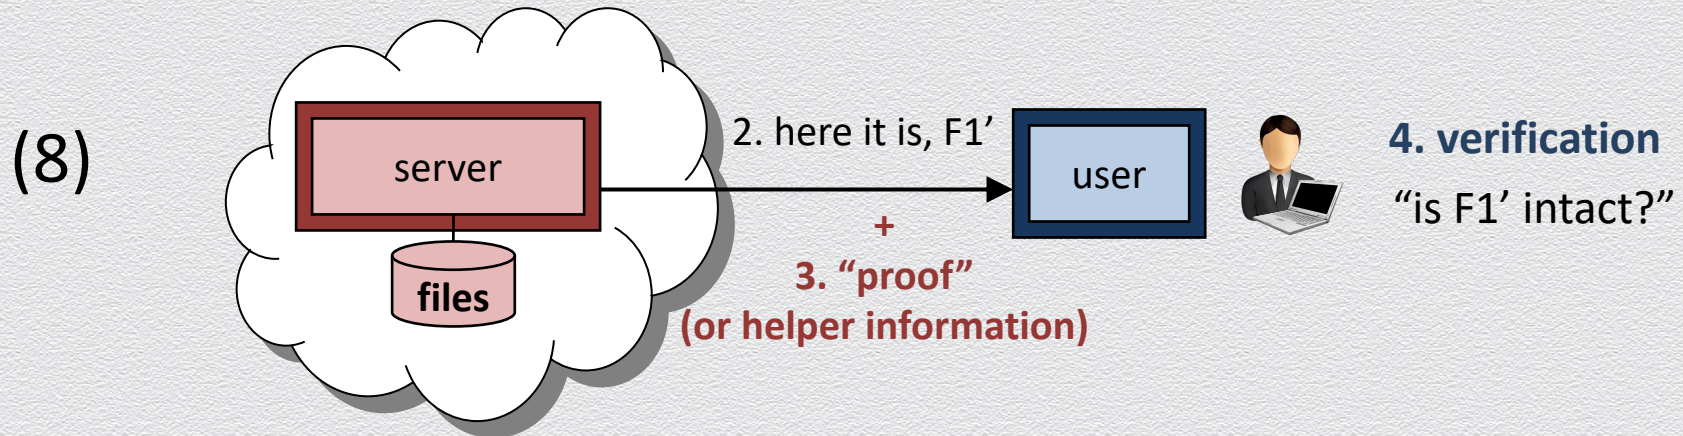 (8)
server
files
2. here it is, F1’
+
3. “proof”
(or helper information)
user
4. verification
“is F1’ intact?”